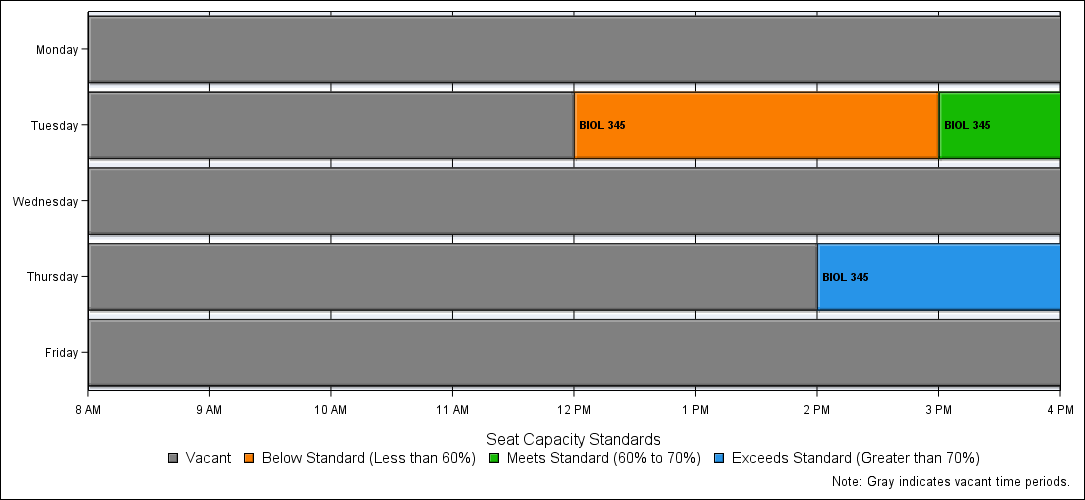 Monday
Tuesday
BIOL 345
BIOL 345
Wednesday
Thursday
BIOL 345
Friday
8 AM 9 AM 10 AM 11 AM 12 PM 1 PM 2 PM 3 PM 4 PM
Seat Capacity Standards
Vacant Below Standard (Less than 60%) Meets Standard (60% to 70%) Exceeds Standard (Greater than 70%)
Note: Gray indicates vacant time periods.